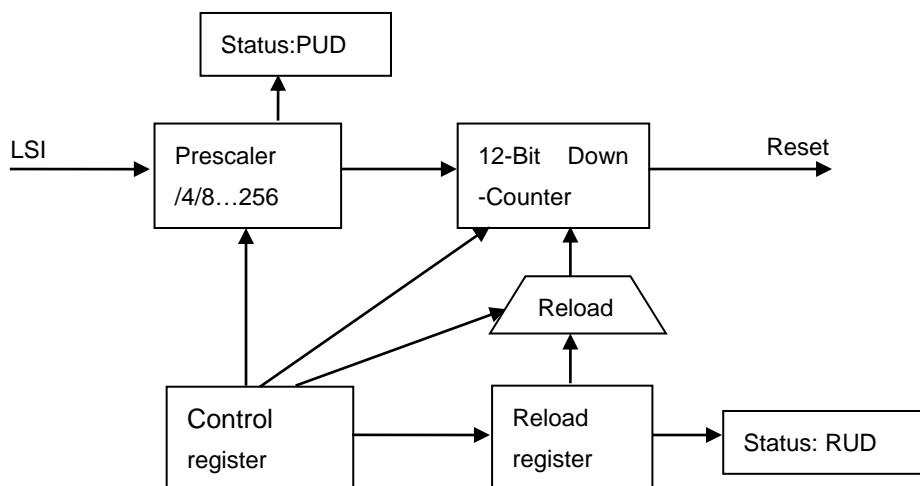 Status:PUD
LSI
Prescaler
/4/8…256
12-Bit Down
-Counter
Reset
Reload
Control
register
Reload
register
Status: RUD